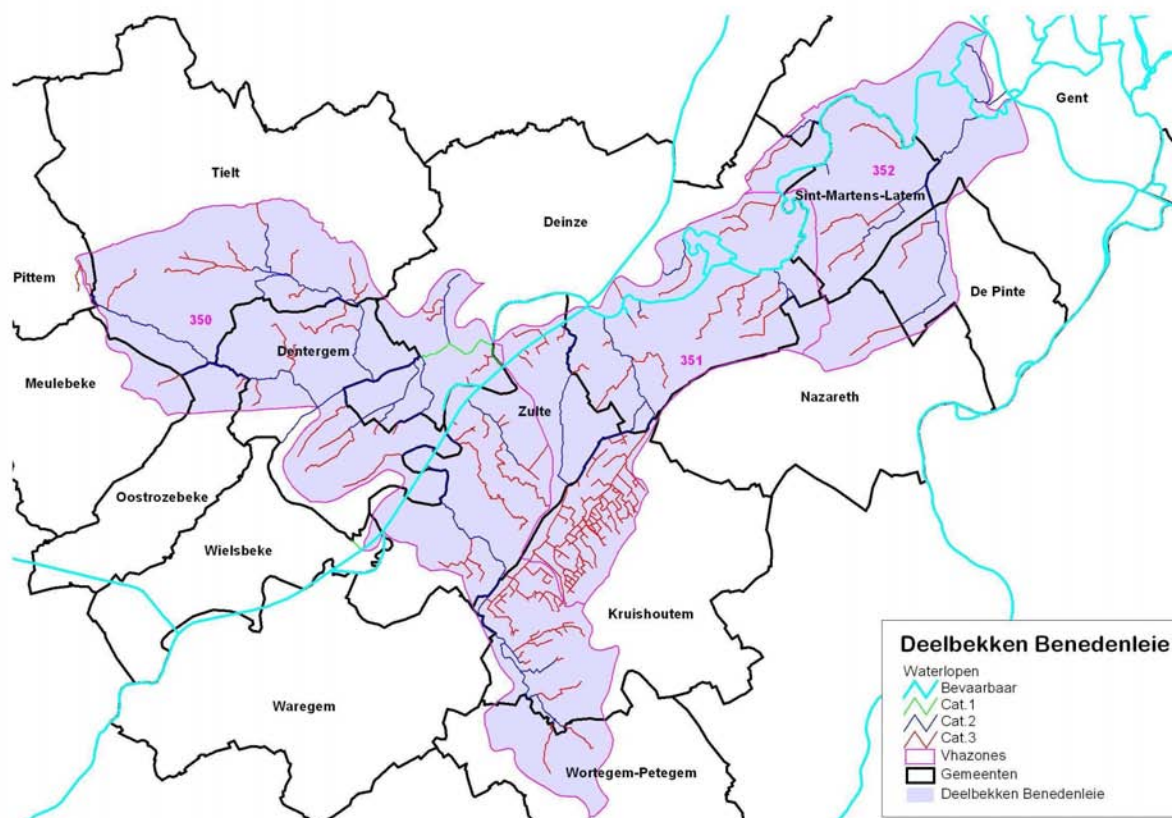 Gent
Tielt
352
Sint-Martens-Latem
Deinze
Pittem
De Pinte
350
Dentergem
351
Meulebeke
Nazareth
Zulte
Oostrozebeke
Wielsbeke
Kruishoutem
Waregem
Wortegem-Petegem
Deelbekken Benedenleie
Waterlopen
Bevaarbaar
Cat.1
Cat.2
Cat.3
Vhazones
Gemeenten
Deelbekken Benedenleie